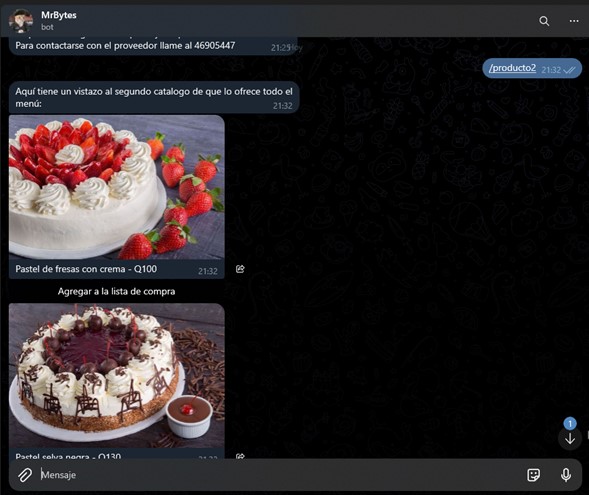 MrBytes
bot
Para contactarse con el proveedor llame al 46905447
21:29
/producto2 21:32
Aquí tiene un vistazo al segundo catalogo de que lo ofrece todo el
menú:
21:32
Pastel de fresas con crema - Q100 21:32
Agregar a la lista de compra
Pastel selva negra - Q130 21:32
1
Mensaje